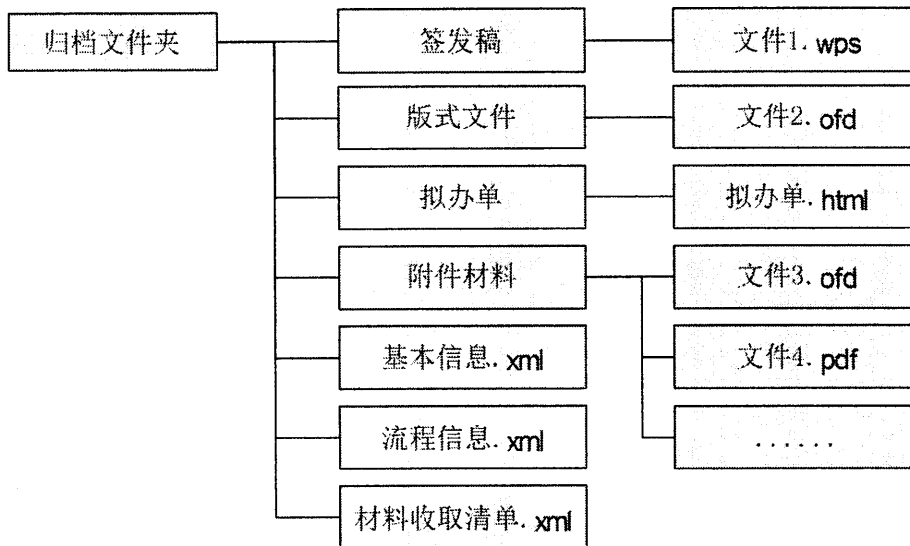 归档文件夹
签发稿
文件1.wps
版式文件
文件2.ofd
拟办单
拟办单.html
附件材料
文件3.ofd
基本信息.xml
文件4.pdf
流程信息.xml
......
材料收取清单.xml